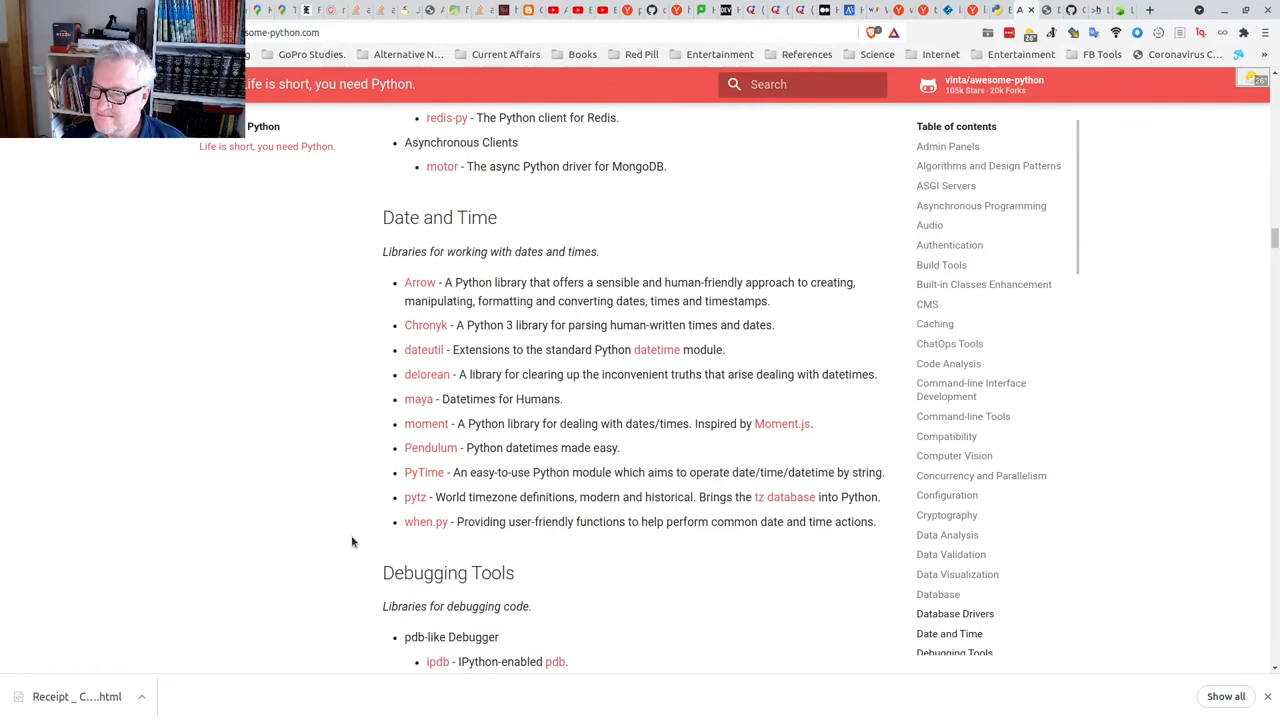 some-python.com
GoPro Studios. Alternative N... Current Affairs Books Red Pill Entertainment References Science Internet Entertainment FB Tools Coronavirus C... »
Life is short, you need Python.
Search
vinta/awesome-python
105k Stars · 20k Forks
26°
Python
Life is short, you need Python.
redis-py - The Python client for Redis.
Asynchronous Clients
motor - The async Python driver for MongoDB.
Date and Time
Libraries for working with dates and times.
Arrow - A Python library that offers a sensible and human-friendly approach to creating,
manipulating, formatting and converting dates, times and timestamps.
Chronyk - A Python 3 library for parsing human-written times and dates.
dateutil - Extensions to the standard Python datetime module.
delorean - A library for clearing up the inconvenient truths that arise dealing with datetimes.
maya - Datetimes for Humans.
moment - A Python library for dealing with dates/times. Inspired by Moment.js.
Pendulum - Python datetimes made easy.
PyTime - An easy-to-use Python module which aims to operate date/time/datetime by string.
pytz - World timezone definitions, modern and historical. Brings the tz database into Python.
when.py - Providing user-friendly functions to help perform common date and time actions.
Debugging Tools
Libraries for debugging code.
pdb-like Debugger
ipdb - IPython-enabled pdb.
Table of contents
Admin Panels
Algorithms and Design Patterns
ASGI Servers
Asynchronous Programming
Audio
Authentication
Build Tools
Built-in Classes Enhancement
CMS
Caching
ChatOps Tools
Code Analysis
Command-line Interface
Development
Command-line Tools
Compatibility
Computer Vision
Concurrency and Parallelism
Configuration
Cryptography
Data Analysis
Data Validation
Data Visualization
Database
Database Drivers
Date and Time
Debugging Tools
Receipt _ C....html
Show all